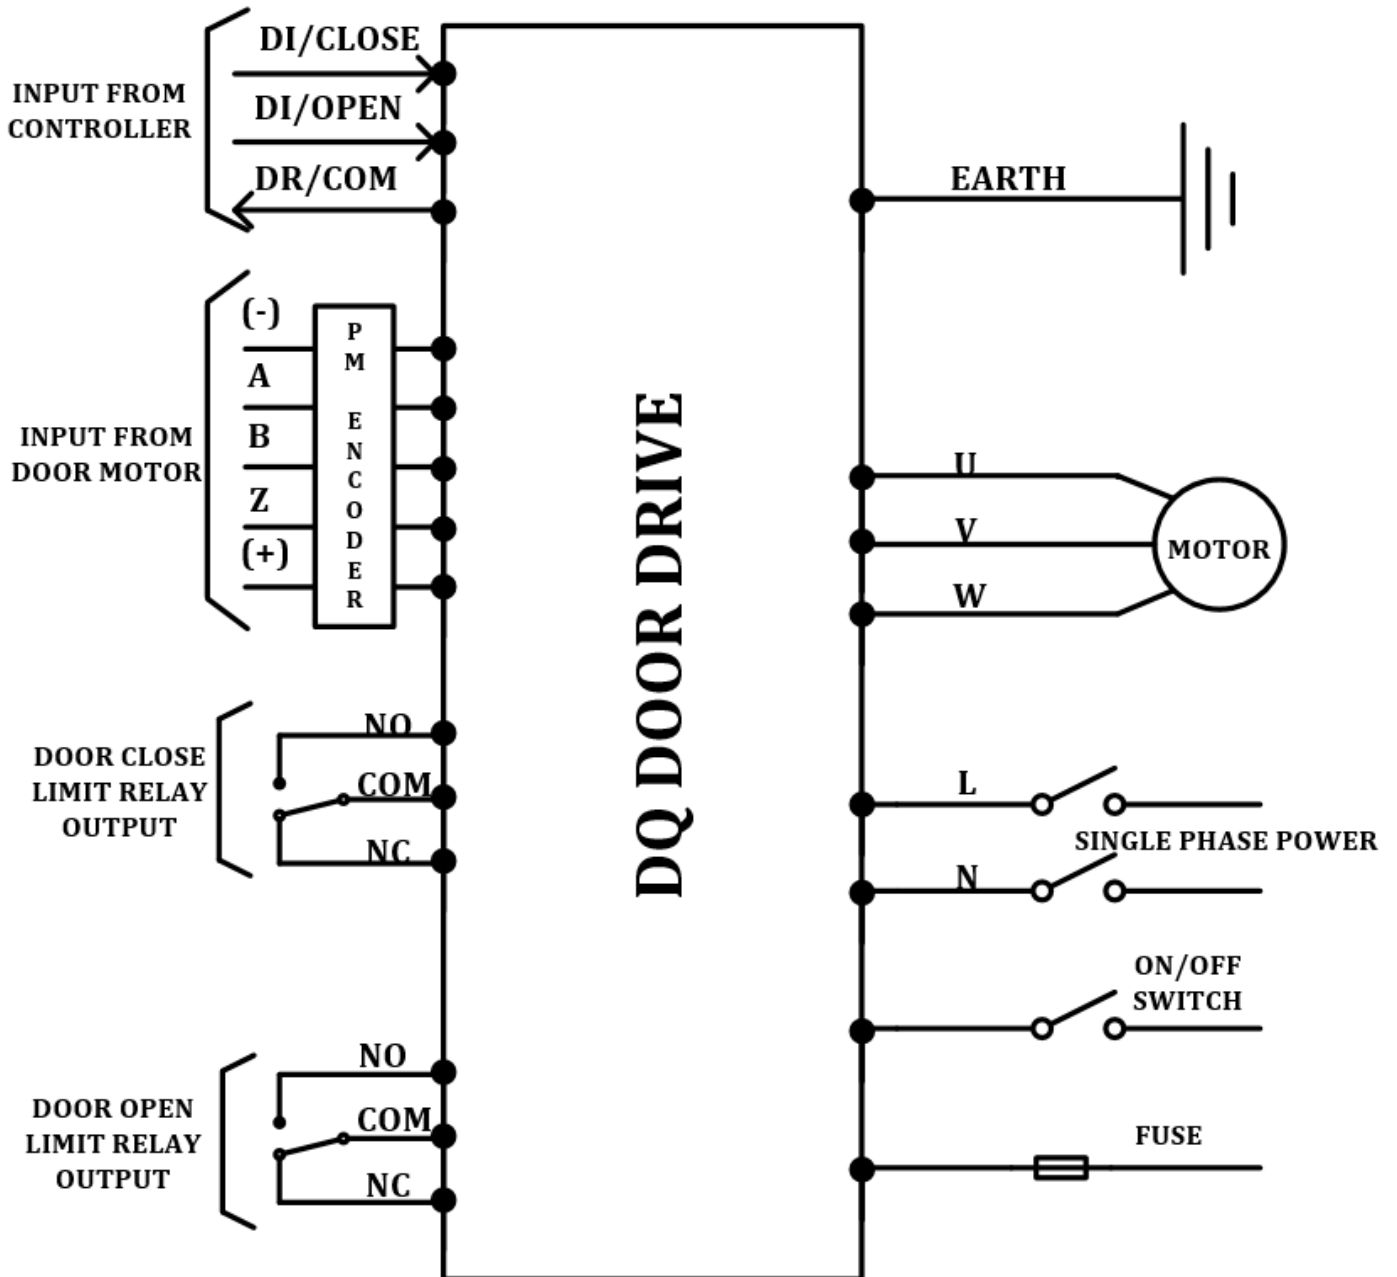 DI/CLOSE
INPUT FROM
CONTROLLER
DI/OPEN
DR/COM
EARTH
(-)
A
B
Z
(+)
PM ENCODER
INPUT FROM
DOOR MOTOR
DQ DOOR DRIVE
U
V
W
MOTOR
NO
COM
NC
DOOR CLOSE
LIMIT RELAY
OUTPUT
L
SINGLE PHASE POWER
N
ON/OFF
SWITCH
NO
COM
NC
DOOR OPEN
LIMIT RELAY
OUTPUT
FUSE